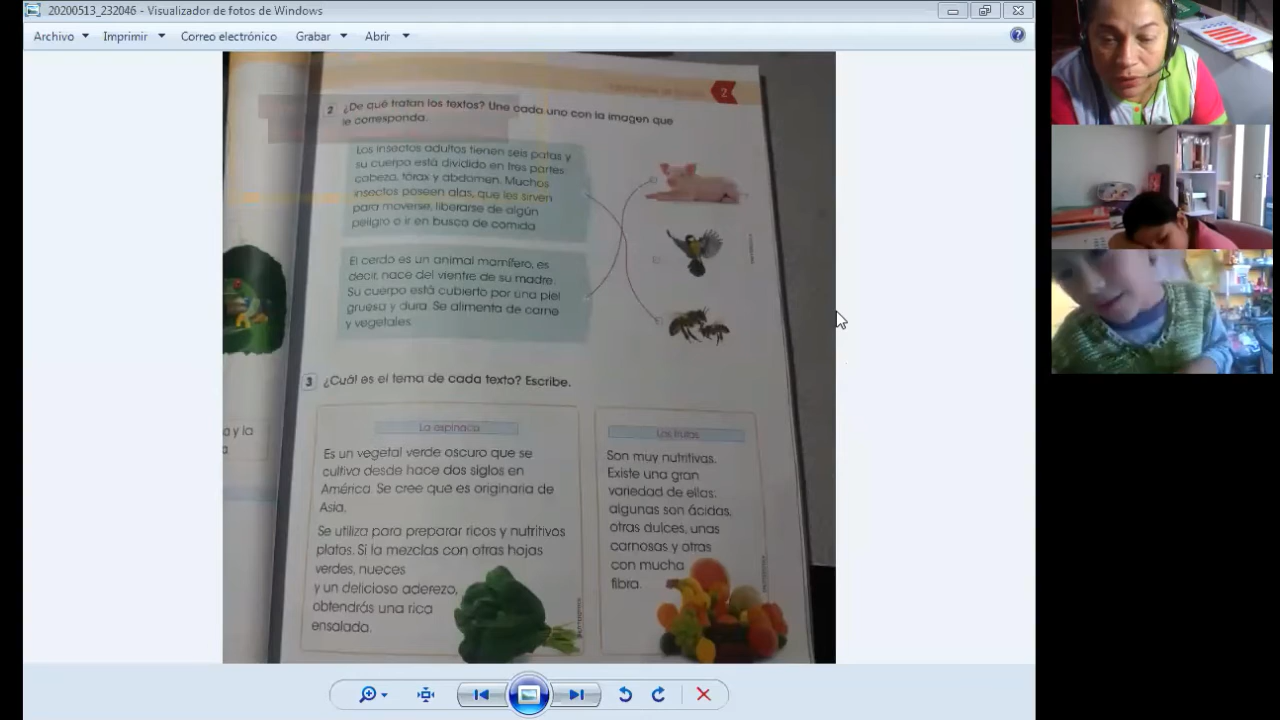 20200513_232046 - Visualizador de fotos de Windows
Archivo Imprimir Correo electrónico Grabar Abrir
2
2 ¿De qué tratan los textos? Une cada uno con la imagen que
le corresponda.
Los insectos adultos tienen seis patas y
su cuerpo está dividido en tres partes
cabeza, tórax y abdomen. Muchos
insectos poseen alas, que les sirven
para moverse, liberarse de algún
peligro o ir en busca de comida
El cerdo es un animal mamífero, es
decir, nace del vientre de su madre.
Su cuerpo está cubierto por una piel
gruesa y dura. Se alimenta de carne
y vegetales.
3 ¿Cuál es el tema de cada texto? Escribe.
a y la
a
La espinaca
Es un vegetal verde oscuro que se
cultiva desde hace dos siglos en
América. Se cree que es originaria de
Asia.
Se utiliza para preparar ricos y nutritivos
platos. Si la mezclas con otras hojas
verdes, nueces
y un delicioso aderezo,
obtendrás una rica
ensalada.
Las frutas
Son muy nutritivas.
Existe una gran
variedad de ellas:
algunas son ácidas,
otras dulces, unas
carnosas y otras
con mucha
fibra.